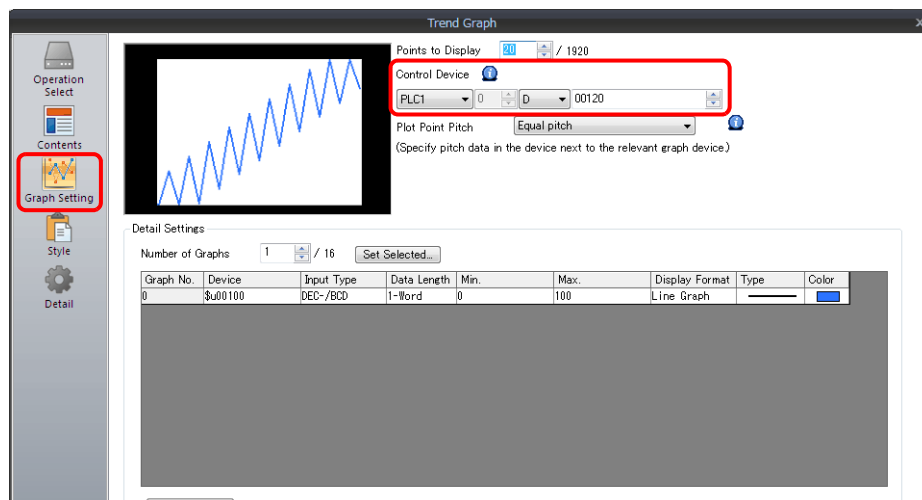 Trend Graph
Operation
Select
Contents
Graph Setting
Style
Detail
Points to Display 20 / 1920
Control Device
PLC1 0 D 00120
Plot Point Pitch Equal pitch
(Specify pitch data in the device next to the relevant graph device.)
Detail Settings
Number of Graphs 1 / 16 Set Selected...
Graph No. Device Input Type Data Length Min. Max. Display Format Type Color
0 $u00100 DEC-/BCD 1-Word 0 100 Line Graph